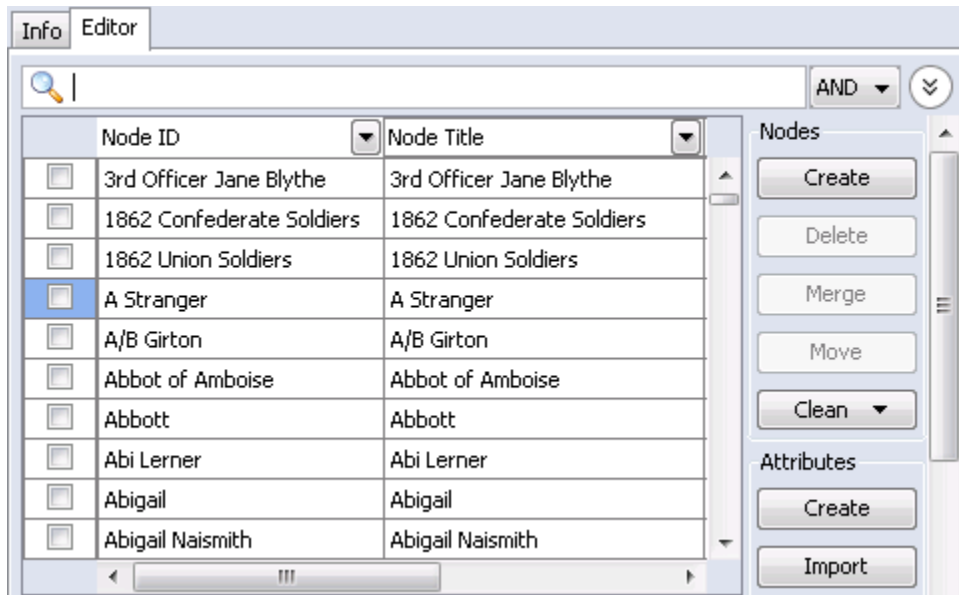 Info Editor
AND
Node ID Node Title Nodes
3rd Officer Jane Blythe 3rd Officer Jane Blythe Create
1862 Confederate Soldiers 1862 Confederate Soldiers
Delete
1862 Union Soldiers 1862 Union Soldiers
A Stranger A Stranger Merge
A/B Girton A/B Girton
Move
Abbot of Amboise Abbot of Amboise
Abbott Abbott Clean
Abi Lerner Abi Lerner Attributes
Abigail Abigail Create
Abigail Naismith Abigail Naismith
Import